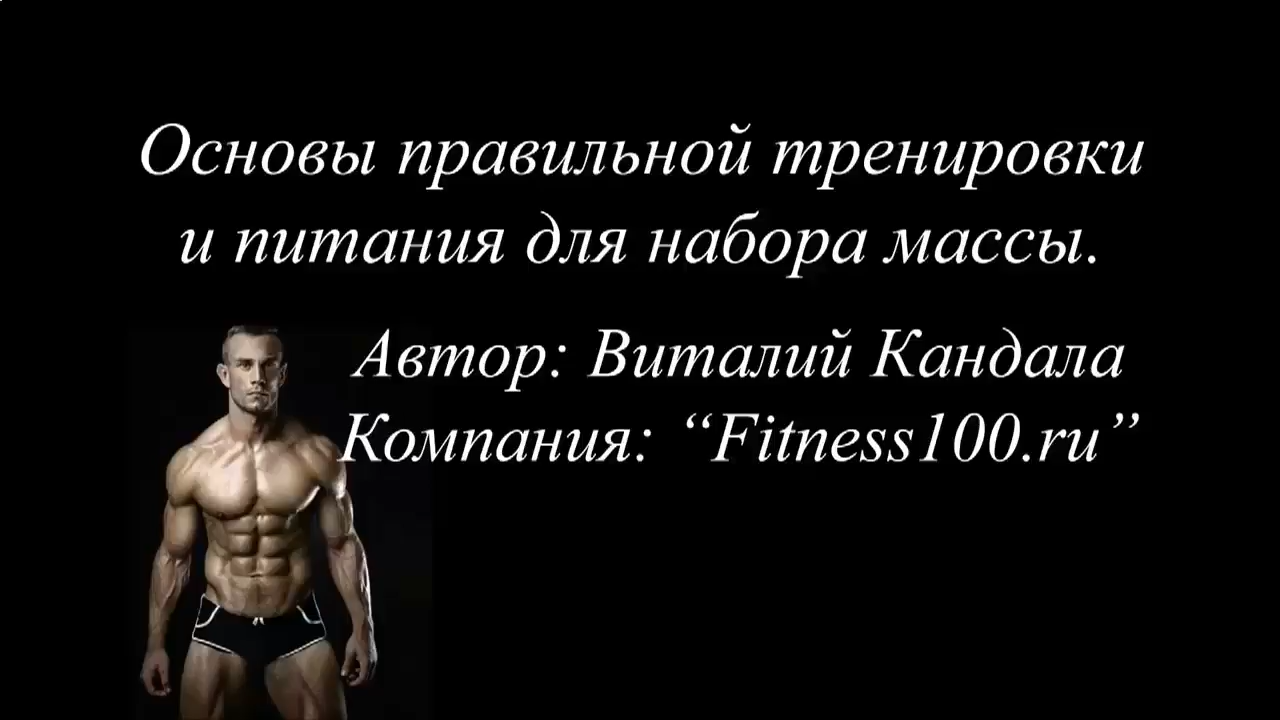 Основы правильной тренировки
и питания для набора массы.
Автор: Виталий Кандала
Компания: “Fitness100.ru”